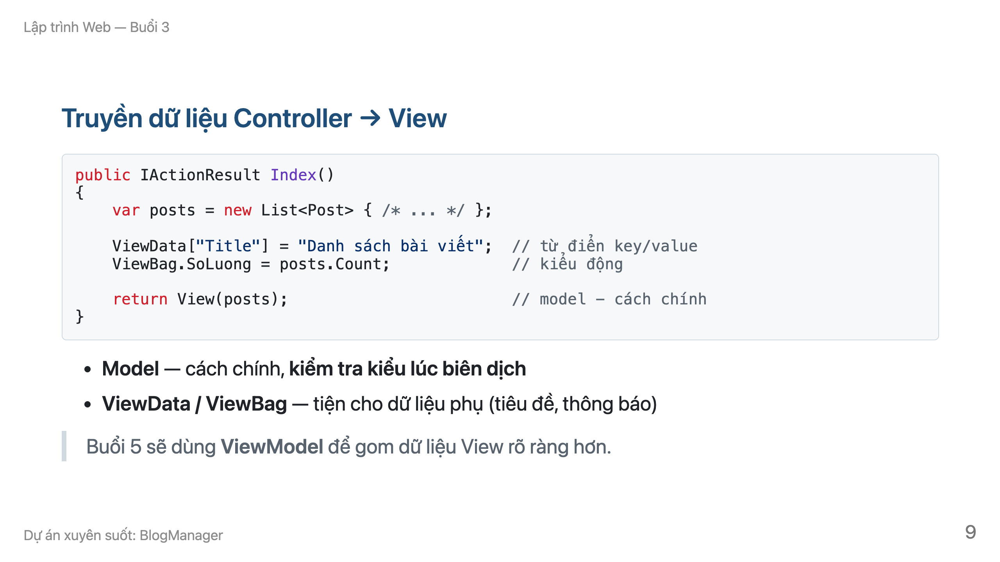 Lập trình Web — Buổi 3
Truyền dữ liệu Controller → View
public IActionResult Index()
{
    var posts = new List<Post> { /* ... */ };
    ViewData["Title"] = "Danh sách bài viết";  // từ điển key/value
    ViewBag.SoLuong = posts.Count;             // kiểu động
    return View(posts);                        // model – cách chính
}
• Model — cách chính, kiểm tra kiểu lúc biên dịch
• ViewData / ViewBag — tiện cho dữ liệu phụ (tiêu đề, thông báo)
Buổi 5 sẽ dùng ViewModel để gom dữ liệu View rõ ràng hơn.
Dự án xuyên suốt: BlogManager
9